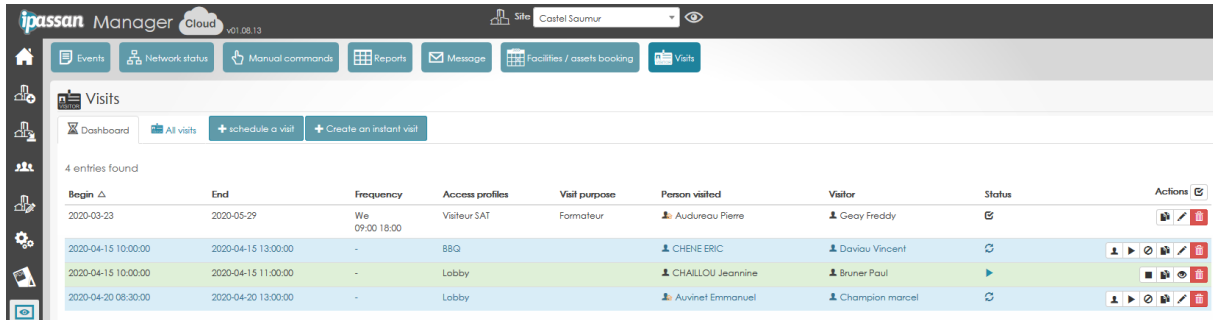 ipassan Manager Cloud v01.08.13 Site Castel Saumur
Events Network status Manual commands Reports Message Facilities / assets booking Visits
VISITOR Visits
Dashboard All visits + schedule a visit + Create an instant visit
4 entries found
Begin End Frequency Access profiles Visit purpose Person visited Visitor Status Actions
2020-03-23 2020-05-29 We Visiteur SAT Formateur Audureau Pierre Geay Freddy
09:00 18:00
2020-04-15 10:00:00 2020-04-15 13:00:00 - BBQ CHENE ERIC Daviau Vincent
2020-04-15 10:00:00 2020-04-15 11:00:00 - Lobby CHAILLOU Jeannine Bruner Paul
2020-04-20 08:30:00 2020-04-20 13:00:00 - Lobby Auvinet Emmanuel Champion marcel